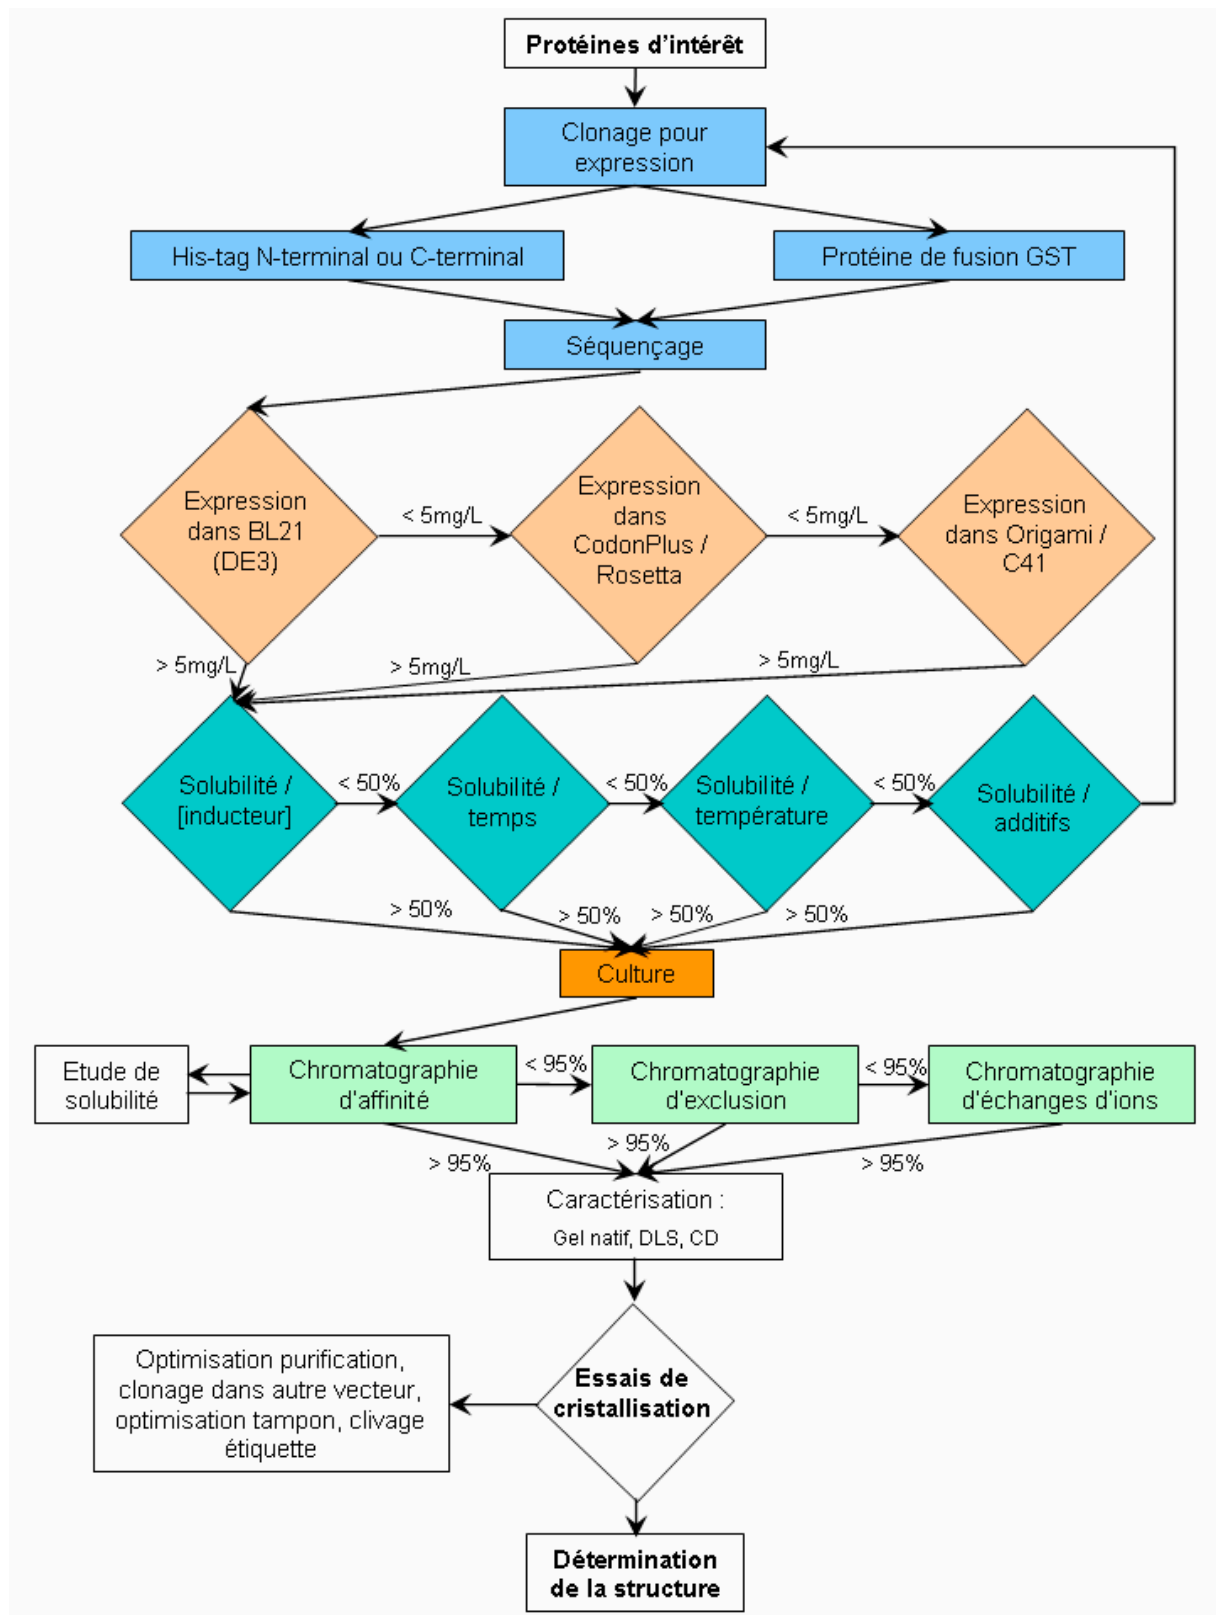 Protéines d'intérêt
Clonage pour
expression
His-tag N-terminal ou C-terminal
Protéine de fusion GST
Séquençage
Expression
dans BL21
(DE3)
< 5mg/L
Expression
dans
CodonPlus /
Rosetta
< 5mg/L
Expression
dans Origami /
C41
> 5mg/L
> 5mg/L
> 5mg/L
Solubilité /
[inducteur]
< 50%
Solubilité /
temps
< 50%
Solubilité /
température
< 50%
Solubilité /
additifs
> 50%
> 50%
> 50%
> 50%
Culture
Etude de
solubilité
Chromatographie
d'affinité
< 95%
Chromatographie
d'exclusion
< 95%
Chromatographie
d'échanges d'ions
> 95%
> 95%
> 95%
Caractérisation :
Gel natif, DLS, CD
Optimisation purification,
clonage dans autre vecteur,
optimisation tampon, clivage
étiquette
Essais de
cristallisation
Détermination
de la structure